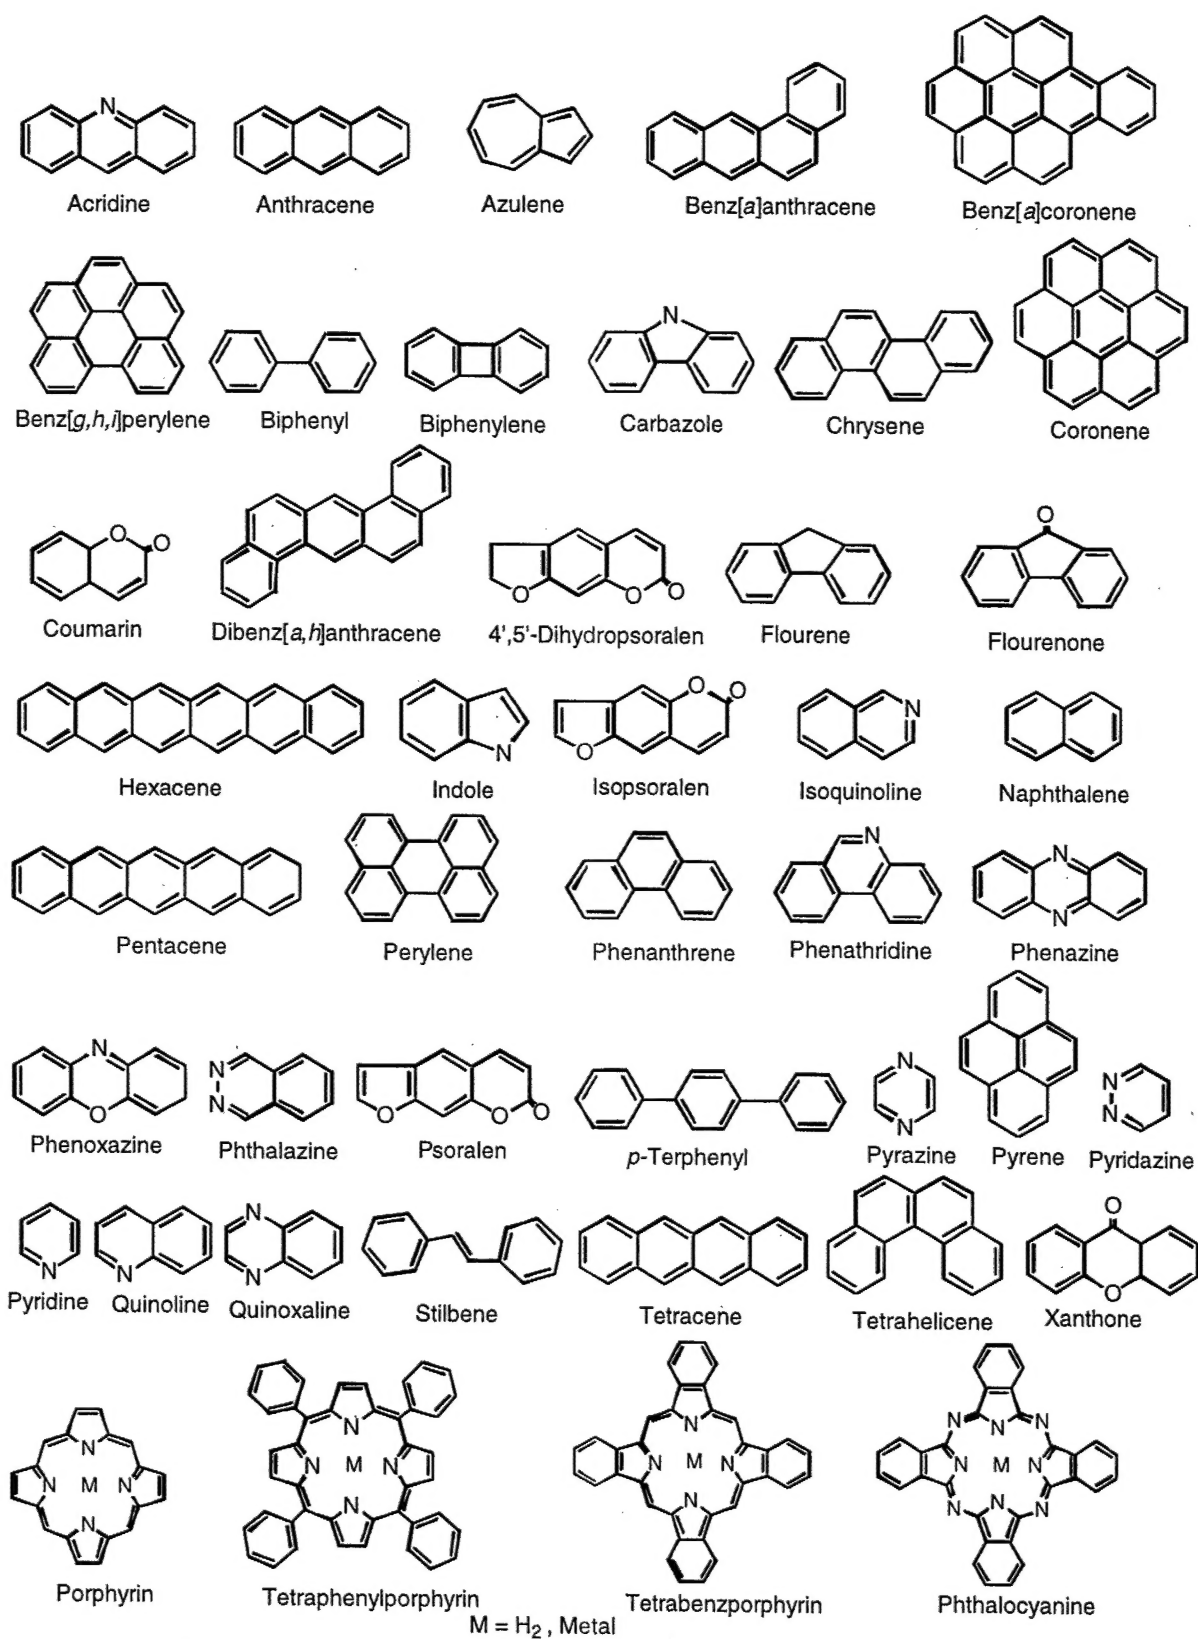 N
Acridine
Anthracene
Azulene
Benz[a]anthracene
Benz[a]coronene
Benz[g,h,i]perylene
Biphenyl
Biphenylene
N
Carbazole
Chrysene
Coronene
O
O
Coumarin
Dibenz[a,h]anthracene
O
O
O
4',5'-Dihydropsoralen
Flourene
O
Flourenone
Hexacene
N
Indole
O
O
O
Isopsoralen
N
Isoquinoline
Naphthalene
Pentacene
Perylene
Phenanthrene
N
Phenathridine
N
N
Phenazine
N
O
Phenoxazine
N
N
Phthalazine
O
O
O
Psoralen
p-Terphenyl
N
N
Pyrazine
Pyrene
N
N
Pyridazine
N
Pyridine
N
Quinoline
N
N
Quinoxaline
Stilbene
Tetracene
Tetrahelicene
O
O
Xanthone
N
N M N
N
Porphyrin
N
N M N
N
Tetraphenylporphyrin
N
N M N
N
Tetrabenzporphyrin
N N N
N M N
N N N
Phthalocyanine
M = H2 , Metal